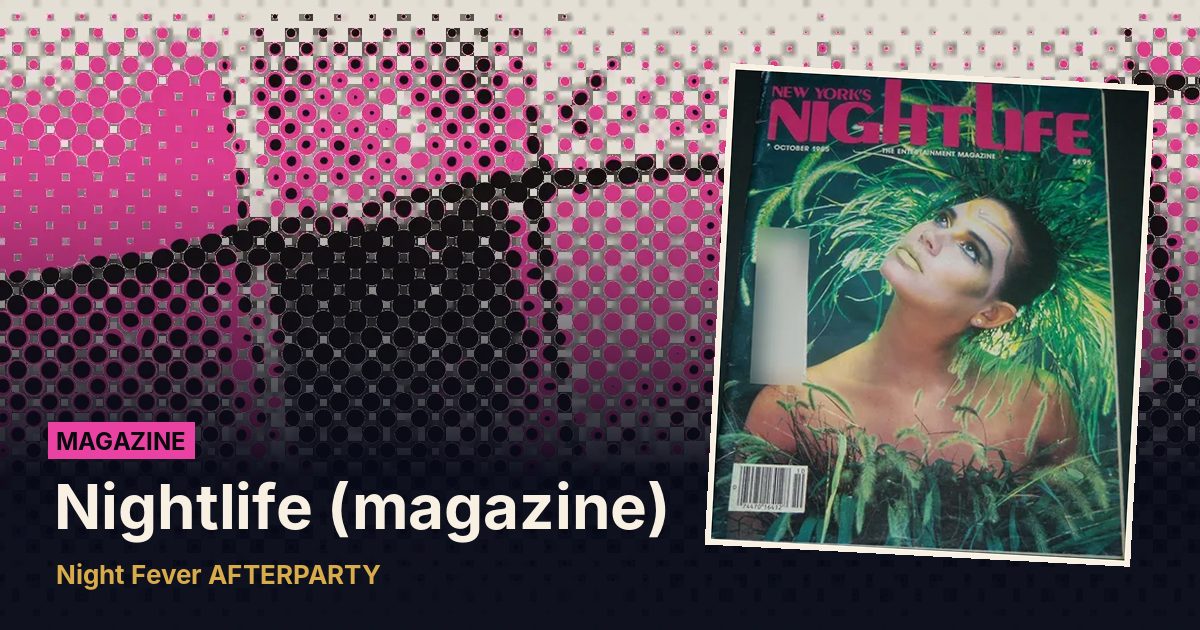 MAGAZINE
Nightlife (magazine)
Night Fever AFTERPARTY
NEW YORK'S
NIGHTLIFE
OCTOBER 1985
THE ENTERTAINMENT MAGAZINE
$1.95